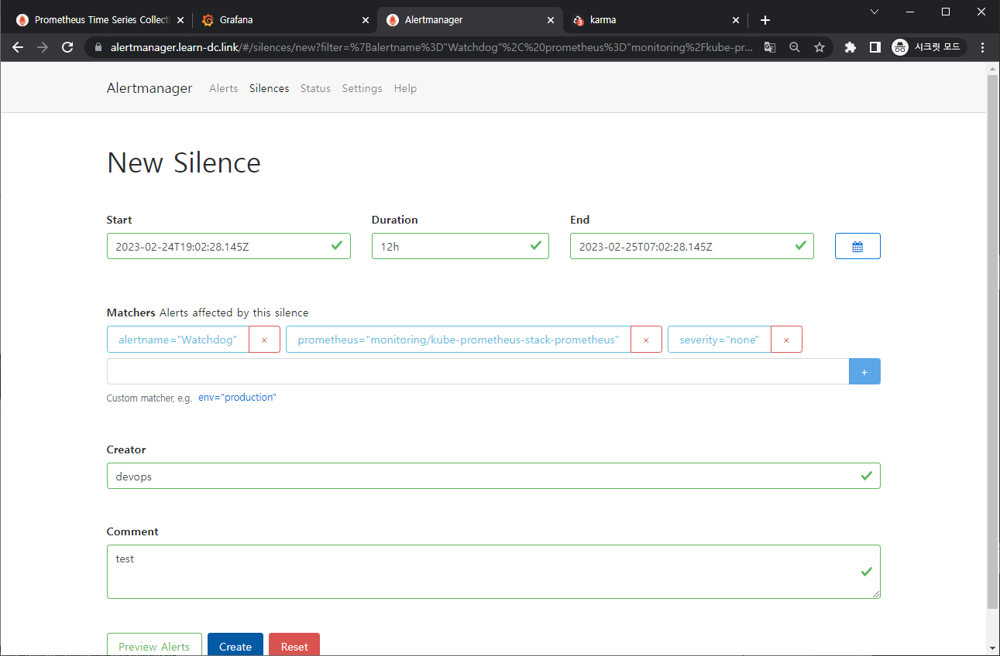 Prometheus Time Series Collecti
Grafana
Alertmanager
karma
alertmanager.learn-dc.link/#/silences/new?filter=%7Balertname%3D"Watchdog"%2C%20prometheus%3D"monitoring%2Fkube-pr...
시크릿 모드
Alertmanager Alerts Silences Status Settings Help
New Silence
Start Duration End
2023-02-24T19:02:28.145Z 12h 2023-02-25T07:02:28.145Z
Matchers Alerts affected by this silence
alertname="Watchdog" × prometheus="monitoring/kube-prometheus-stack-prometheus" × severity="none" ×
+
Custom matcher, e.g. env="production"
Creator
devops
Comment
test
Preview Alerts Create Reset